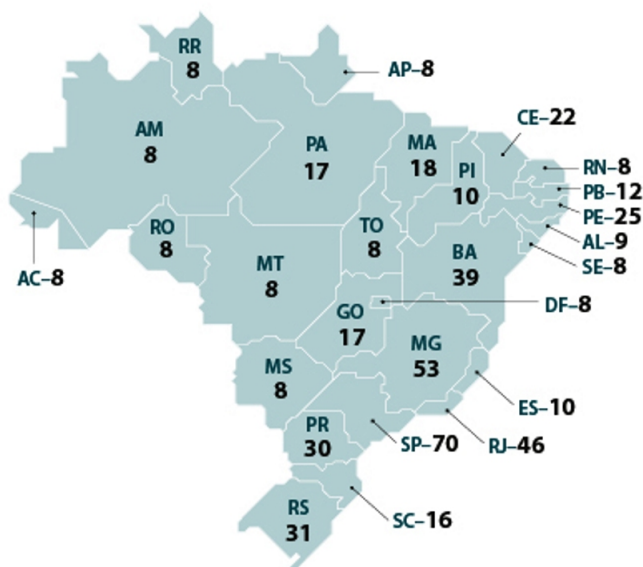 RR
8
AP–8
CE–22
AM
8
PA
17
MA
18
PI
10
RN–8
PB–12
PE–25
AL–9
SE–8
RO
8
TO
8
AC–8
MT
8
BA
39
DF–8
GO
17
MG
53
MS
8
ES–10
PR
30
SP–70
RJ–46
RS
31
SC–16